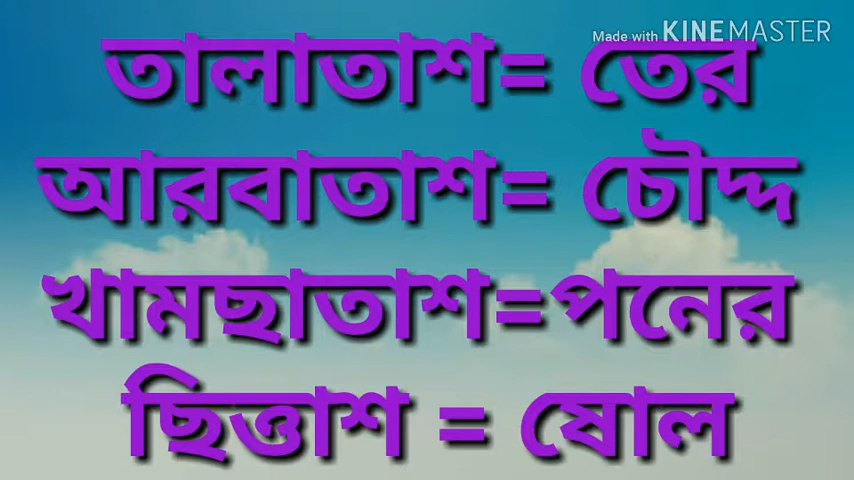 Made with KINEMASTER
তালাতাশ= তের
আরবাতাশ= চৌদ্দ
খামছাতাশ=পনের
ছিত্তাশ = ষোল